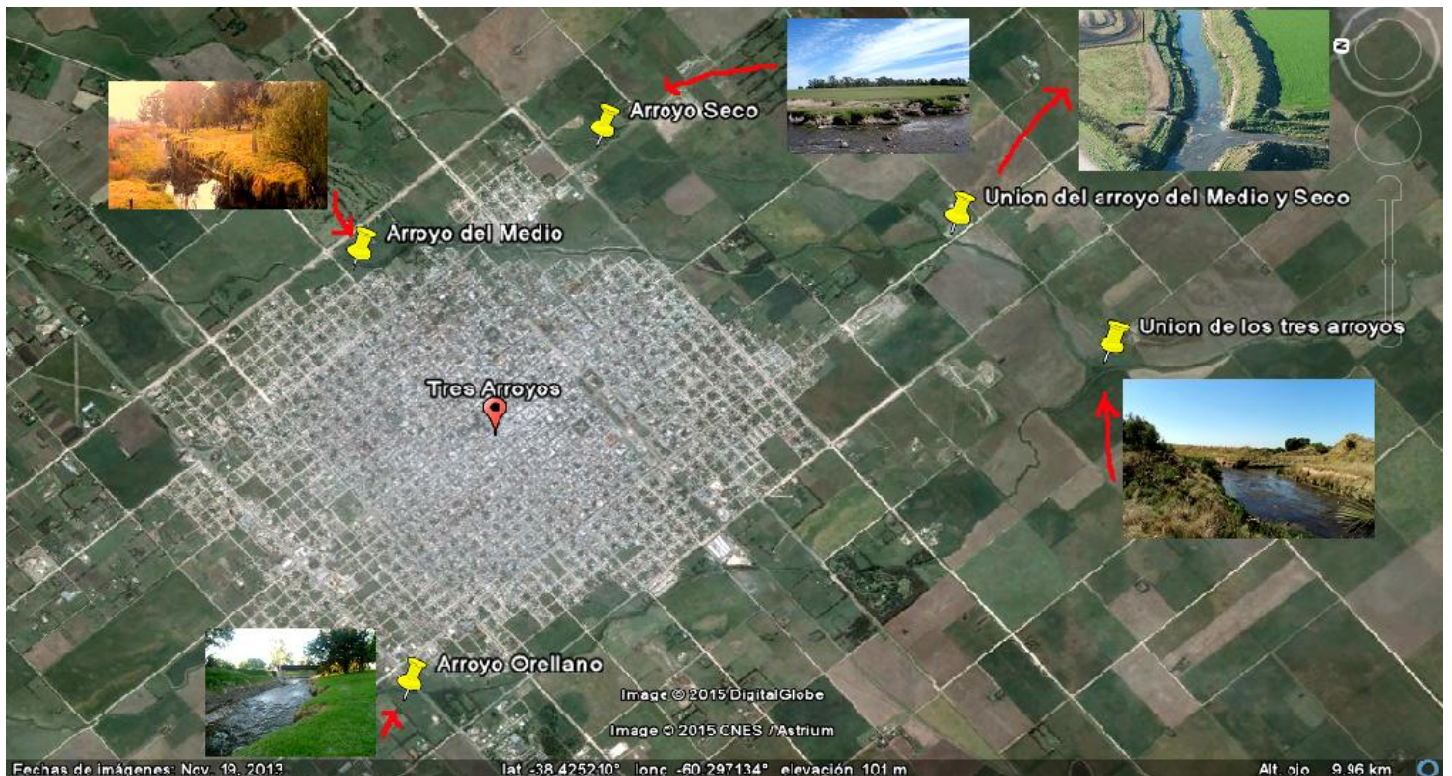 Arroyo Seco
N
Union del arroyo del Medio y Seco
Arroyo del Medio
Union de los tres arroyos
Tres Arroyos
Arroyo Orellano
Image © 2015 DigitalGlobe
Image © 2015 CNES / Astrium
Fechas de imágenes: Nov. 19, 2013 lat -38.425210° long -60.297134° elevación 101 m Alt. ojo 9.96 km